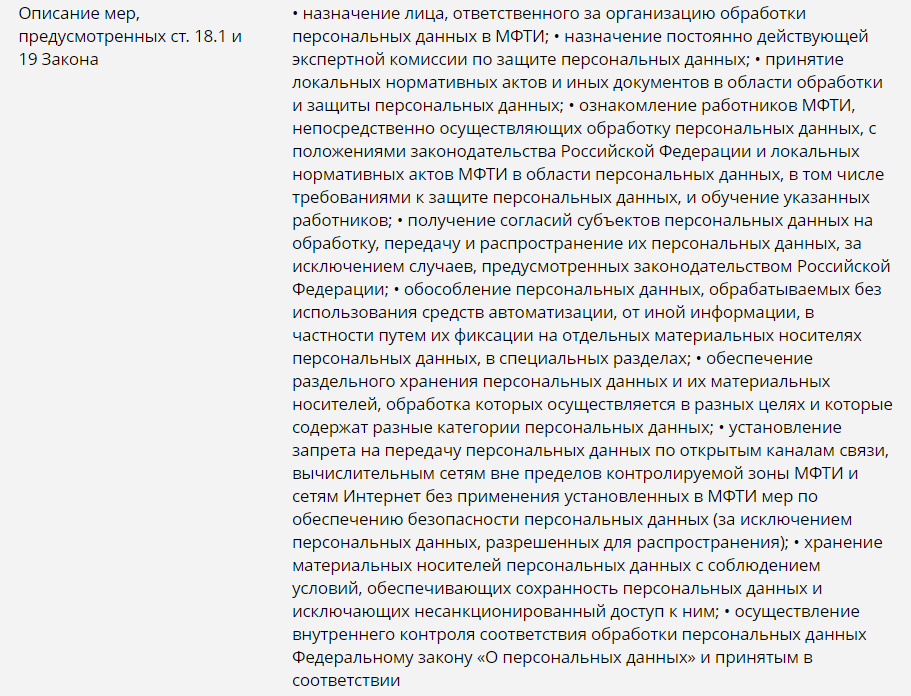 Описание мер,
предусмотренных ст. 18.1 и
19 Закона
• назначение лица, ответственного за организацию обработки
персональных данных в МФТИ; • назначение постоянно действующей
экспертной комиссии по защите персональных данных; • принятие
локальных нормативных актов и иных документов в области обработки
и защиты персональных данных; • ознакомление работников МФТИ,
непосредственно осуществляющих обработку персональных данных, с
положениями законодательства Российской Федерации и локальных
нормативных актов МФТИ в области персональных данных, в том числе
требованиями к защите персональных данных, и обучение указанных
работников; • получение согласий субъектов персональных данных на
обработку, передачу и распространение их персональных данных, за
исключением случаев, предусмотренных законодательством Российской
Федерации; • обособление персональных данных, обрабатываемых без
использования средств автоматизации, от иной информации, в
частности путем их фиксации на отдельных материальных носителях
персональных данных, в специальных разделах; • обеспечение
раздельного хранения персональных данных и их материальных
носителей, обработка которых осуществляется в разных целях и которые
содержат разные категории персональных данных; • установление
запрета на передачу персональных данных по открытым каналам связи,
вычислительным сетям вне пределов контролируемой зоны МФТИ и
сетям Интернет без применения установленных в МФТИ мер по
обеспечению безопасности персональных данных (за исключением
персональных данных, разрешенных для распространения); • хранение
материальных носителей персональных данных с соблюдением
условий, обеспечивающих сохранность персональных данных и
исключающих несанкционированный доступ к ним; • осуществление
внутреннего контроля соответствия обработки персональных данных
Федеральному закону «О персональных данных» и принятым в
соответствии